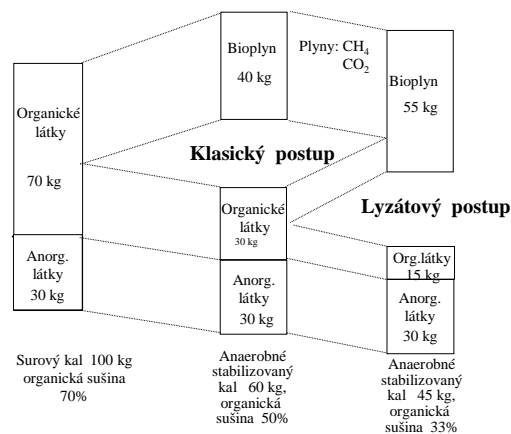 Organické
látky
70 kg
Anorg.
látky
30 kg
Surový kal 100 kg
organická sušina
70%
Bioplyn
40 kg
Plyny: CH4
CO2
Klasický postup
Organické
látky
30 kg
Anorg.
látky
30 kg
Anaerobné
stabilizovaný
kal 60 kg,
organická
sušina 50%
Bioplyn
55 kg
Lyzátový postup
Org.látky
15 kg
Anorg.
látky
30 kg
Anaerobné
stabilizovaný
kal 45 kg,
organická
sušina 33%